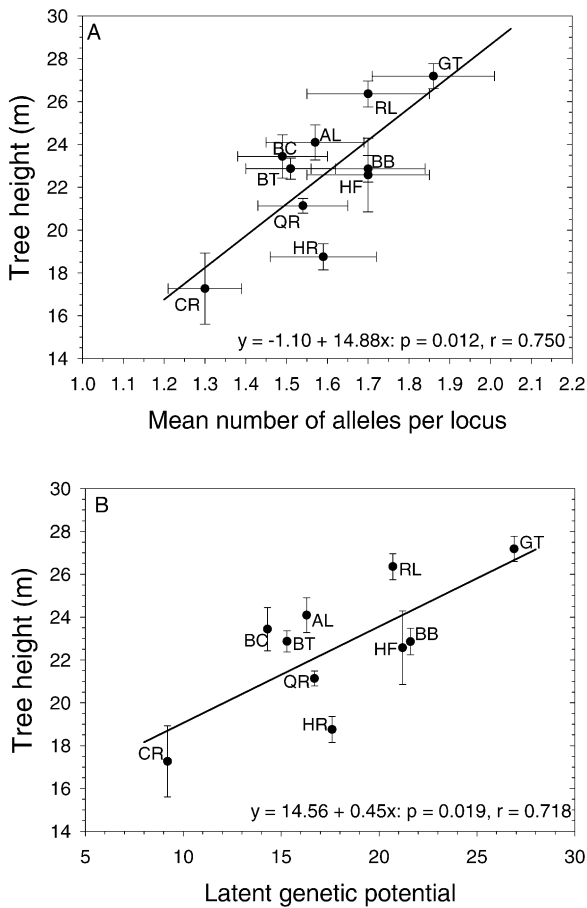 A
30
28
26
24
22
20
18
16
14
Tree height (m)
GT
RL
AL
BC
BB
BT
HF
QR
HR
CR
y = -1.10 + 14.88x: p = 0.012, r = 0.750
1.0 1.1 1.2 1.3 1.4 1.5 1.6 1.7 1.8 1.9 2.0 2.1 2.2
Mean number of alleles per locus
B
30
28
26
24
22
20
18
16
14
Tree height (m)
GT
RL
AL
BC
BT
BB
HF
QR
HR
CR
y = 14.56 + 0.45x: p = 0.019, r = 0.718
5 10 15 20 25 30
Latent genetic potential